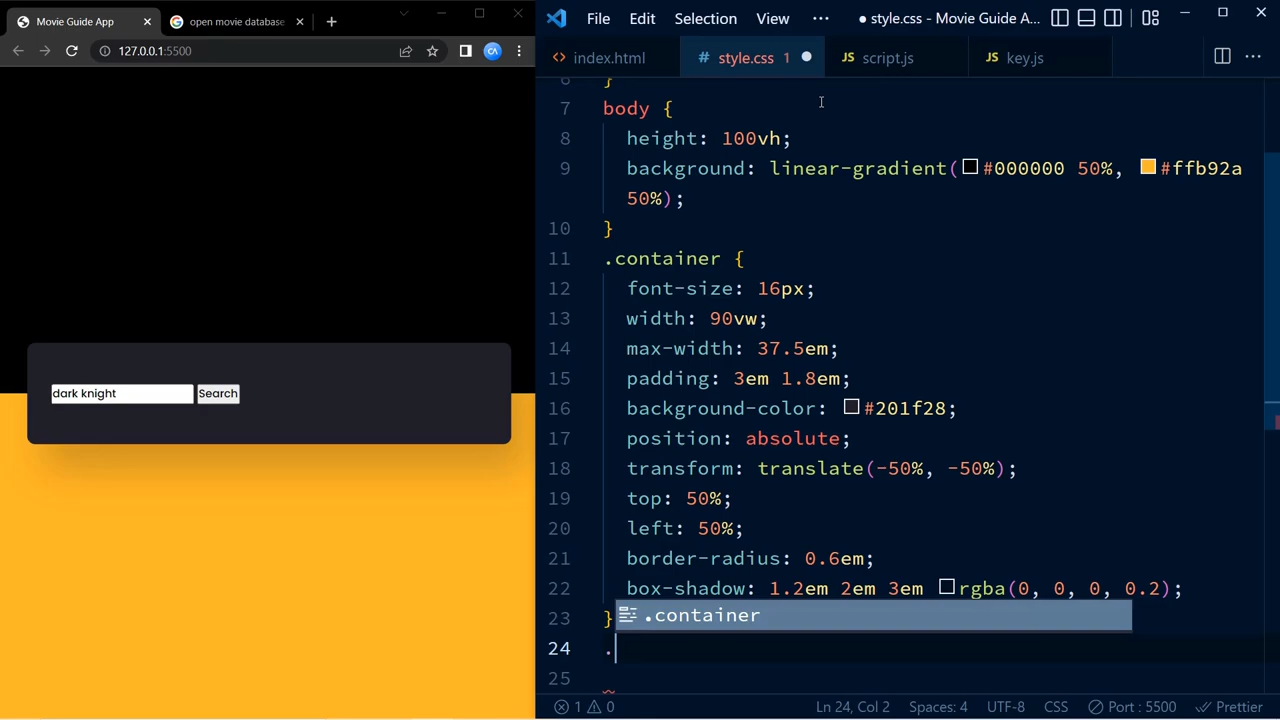 Movie Guide App
open movie database
127.0.0.1:5500
dark knight
Search
File Edit Selection View ···
● style.css - Movie Guide A...
index.html
# style.css 1
JS script.js
JS key.js
6 }
7 body {
8 height: 100vh;
9 background: linear-gradient(#000000 50%, #ffb92a
50%);
10 }
11 .container {
12 font-size: 16px;
13 width: 90vw;
14 max-width: 37.5em;
15 padding: 3em 1.8em;
16 background-color: #201f28;
17 position: absolute;
18 transform: translate(-50%, -50%);
19 top: 50%;
20 left: 50%;
21 border-radius: 0.6em;
22 box-shadow: 1.2em 2em 3em rgba(0, 0, 0, 0.2);
23 }
.container
24 .
25
1 0 Ln 24, Col 2 Spaces: 4 UTF-8 CSS Port : 5500 Prettier